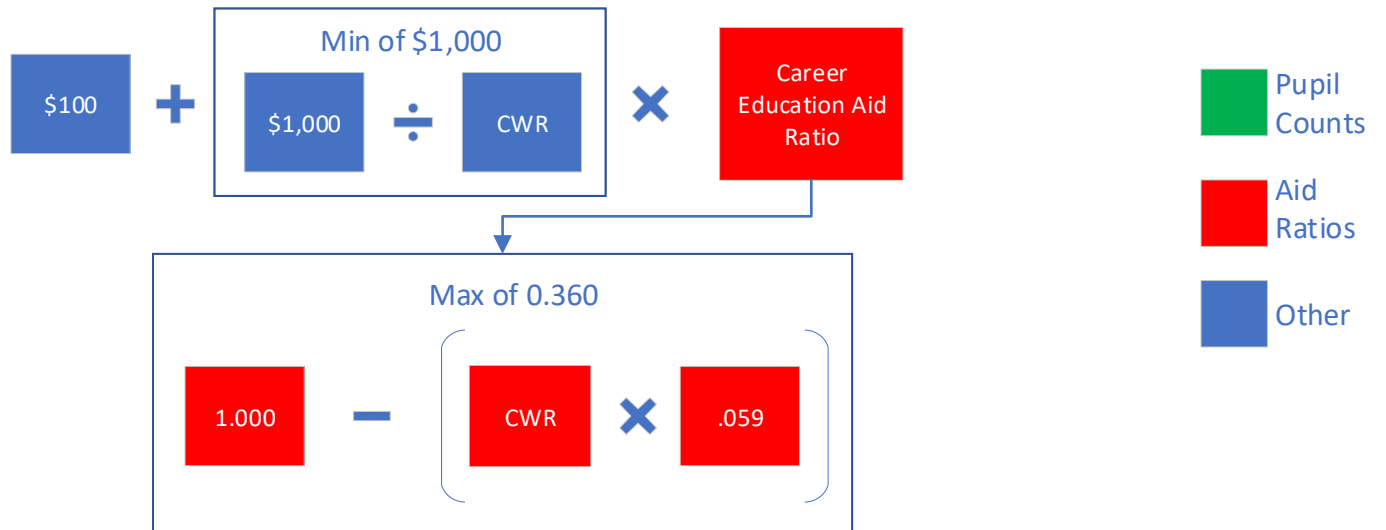 Min of $1,000
$100
+
$1,000
÷
CWR
×
Career
Education Aid
Ratio
Max of 0.360
1.000
−
(
CWR
×
.059
)
Pupil
Counts
Aid
Ratios
Other